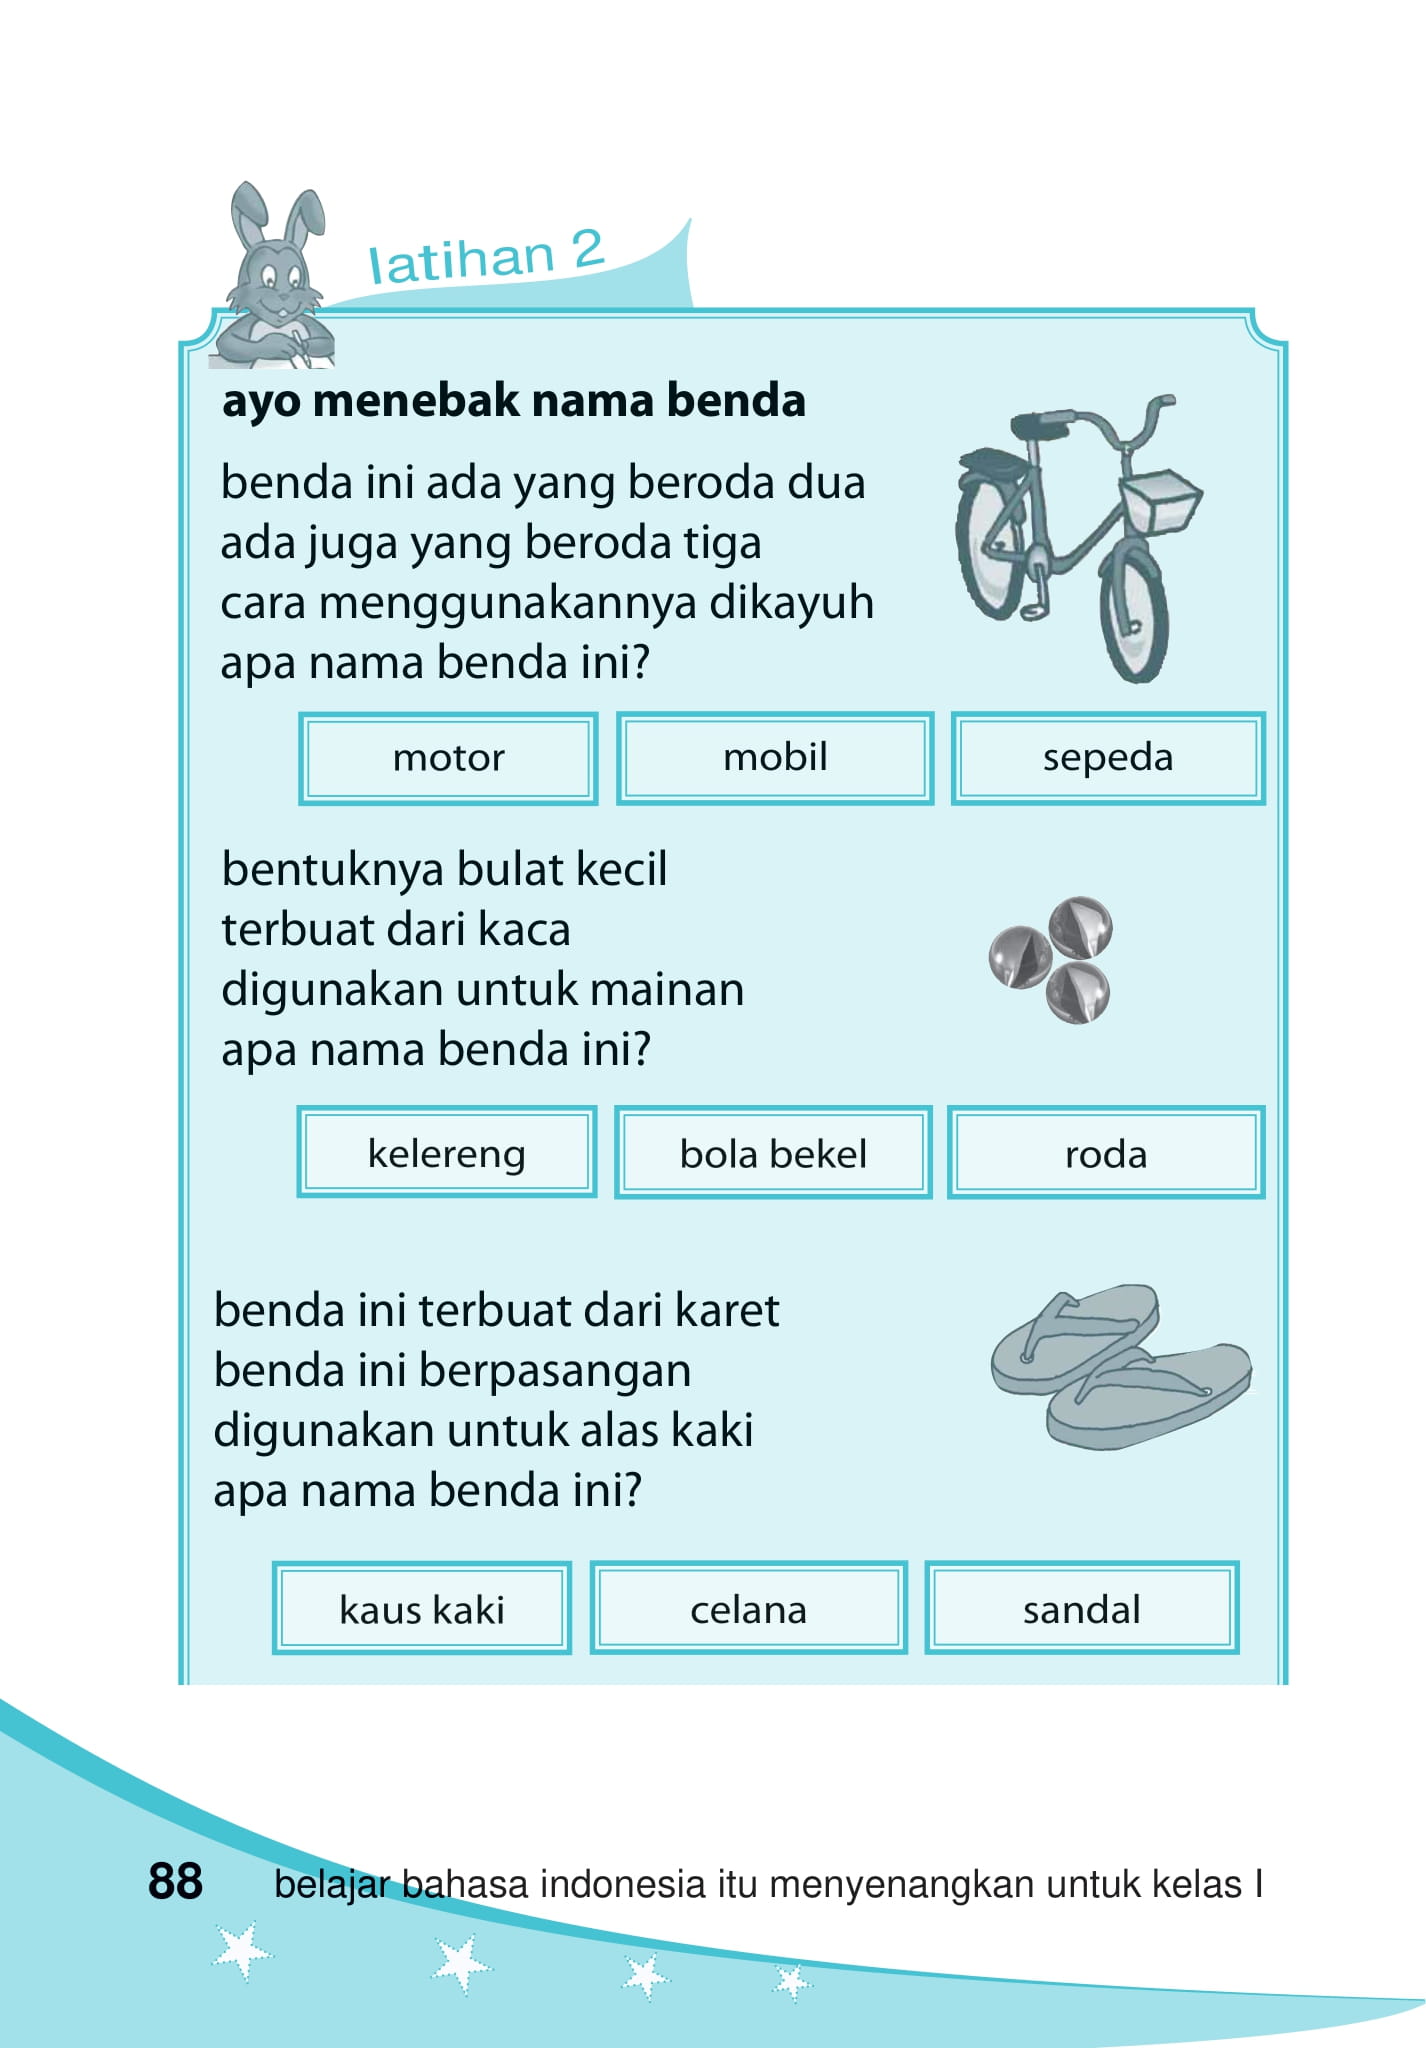 latihan 2
ayo menebak nama benda
benda ini ada yang beroda dua
ada juga yang beroda tiga
cara menggunakannya dikayuh
apa nama benda ini?
motor
mobil
sepeda
bentuknya bulat kecil
terbuat dari kaca
digunakan untuk mainan
apa nama benda ini?
kelereng
bola bekel
roda
benda ini terbuat dari karet
benda ini berpasangan
digunakan untuk alas kaki
apa nama benda ini?
kaus kaki
celana
sandal
88 belajar bahasa indonesia itu menyenangkan untuk kelas I